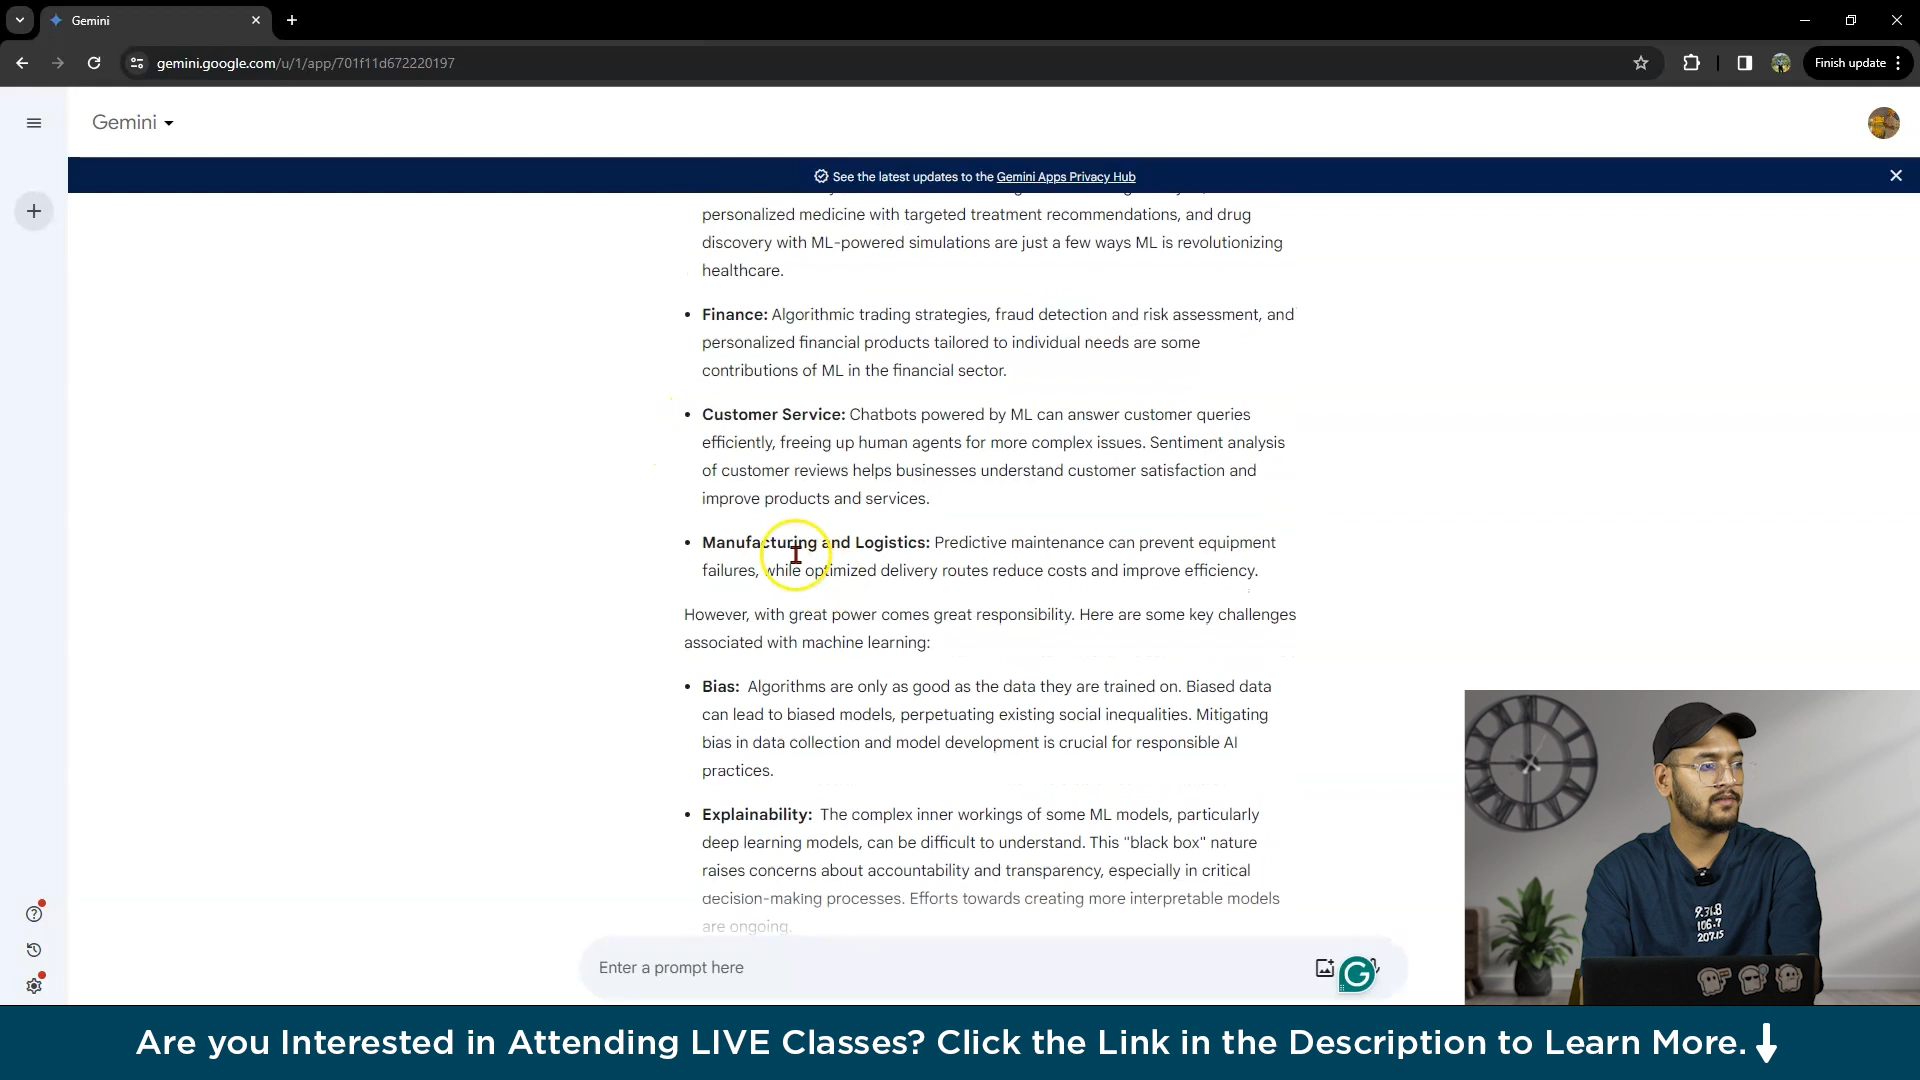 Gemini
gemini.google.com/u/1/app/701f11d672220197
Finish update
Gemini
See the latest updates to the Gemini Apps Privacy Hub
personalized medicine with targeted treatment recommendations, and drug
discovery with ML-powered simulations are just a few ways ML is revolutionizing
healthcare.
• Finance: Algorithmic trading strategies, fraud detection and risk assessment, and
personalized financial products tailored to individual needs are some
contributions of ML in the financial sector.
• Customer Service: Chatbots powered by ML can answer customer queries
efficiently, freeing up human agents for more complex issues. Sentiment analysis
of customer reviews helps businesses understand customer satisfaction and
improve products and services.
• Manufacturing and Logistics: Predictive maintenance can prevent equipment
failures, while optimized delivery routes reduce costs and improve efficiency.
However, with great power comes great responsibility. Here are some key challenges
associated with machine learning:
• Bias: Algorithms are only as good as the data they are trained on. Biased data
can lead to biased models, perpetuating existing social inequalities. Mitigating
bias in data collection and model development is crucial for responsible AI
practices.
• Explainability: The complex inner workings of some ML models, particularly
deep learning models, can be difficult to understand. This "black box" nature
raises concerns about accountability and transparency, especially in critical
decision-making processes. Efforts towards creating more interpretable models
are ongoing.
Enter a prompt here
Are you Interested in Attending LIVE Classes? Click the Link in the Description to Learn More.